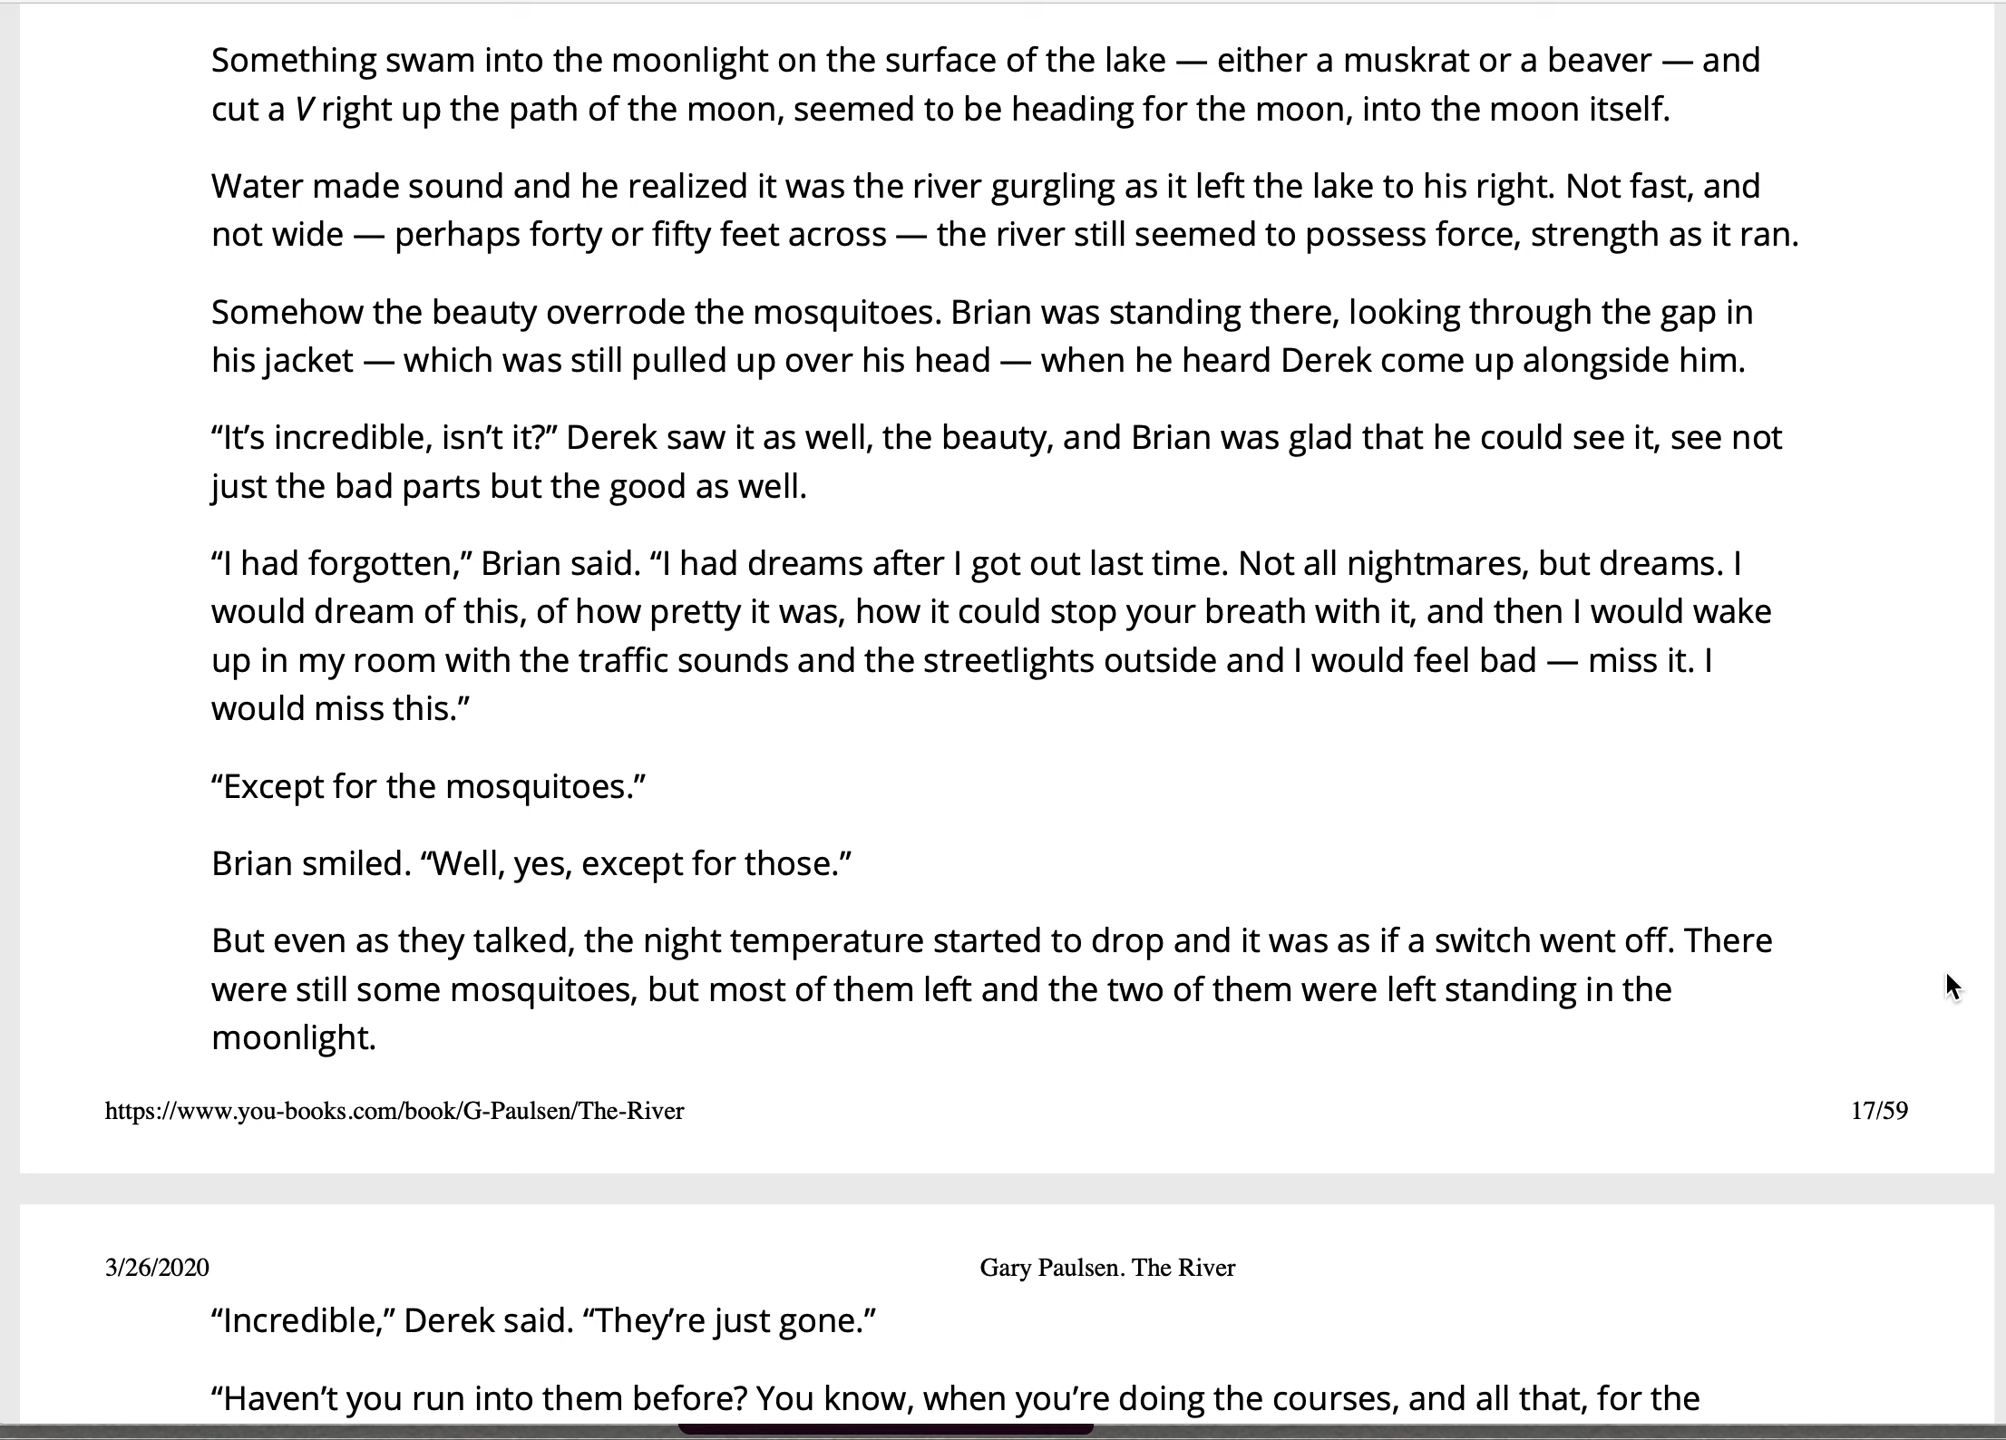 Something swam into the moonlight on the surface of the lake — either a muskrat or a beaver — and
cut a V right up the path of the moon, seemed to be heading for the moon, into the moon itself.
Water made sound and he realized it was the river gurgling as it left the lake to his right. Not fast, and
not wide — perhaps forty or fifty feet across — the river still seemed to possess force, strength as it ran.
Somehow the beauty overrode the mosquitoes. Brian was standing there, looking through the gap in
his jacket — which was still pulled up over his head — when he heard Derek come up alongside him.
“It’s incredible, isn’t it?” Derek saw it as well, the beauty, and Brian was glad that he could see it, see not
just the bad parts but the good as well.
“I had forgotten,” Brian said. “I had dreams after I got out last time. Not all nightmares, but dreams. I
would dream of this, of how pretty it was, how it could stop your breath with it, and then I would wake
up in my room with the traffic sounds and the streetlights outside and I would feel bad — miss it. I
would miss this.”
“Except for the mosquitoes.”
Brian smiled. “Well, yes, except for those.”
But even as they talked, the night temperature started to drop and it was as if a switch went off. There
were still some mosquitoes, but most of them left and the two of them were left standing in the
moonlight.
https://www.you-books.com/book/G-Paulsen/The-River 17/59
3/26/2020 Gary Paulsen. The River
“Incredible,” Derek said. “They’re just gone.”
“Haven’t you run into them before? You know, when you’re doing the courses, and all that, for the